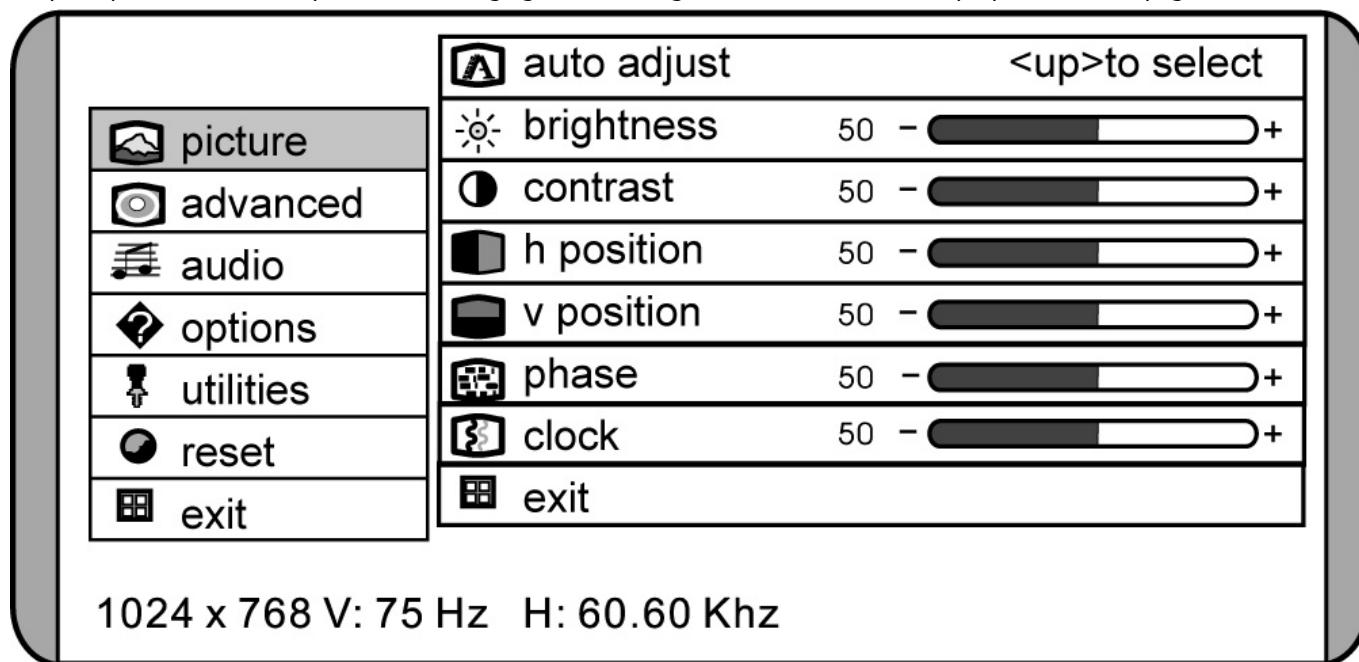 picture
advanced
audio
options
utilities
reset
exit
auto adjust <up>to select
brightness 50 - +
contrast 50 - +
h position 50 - +
v position 50 - +
phase 50 - +
clock 50 - +
exit
1024 x 768 V: 75 Hz H: 60.60 Khz